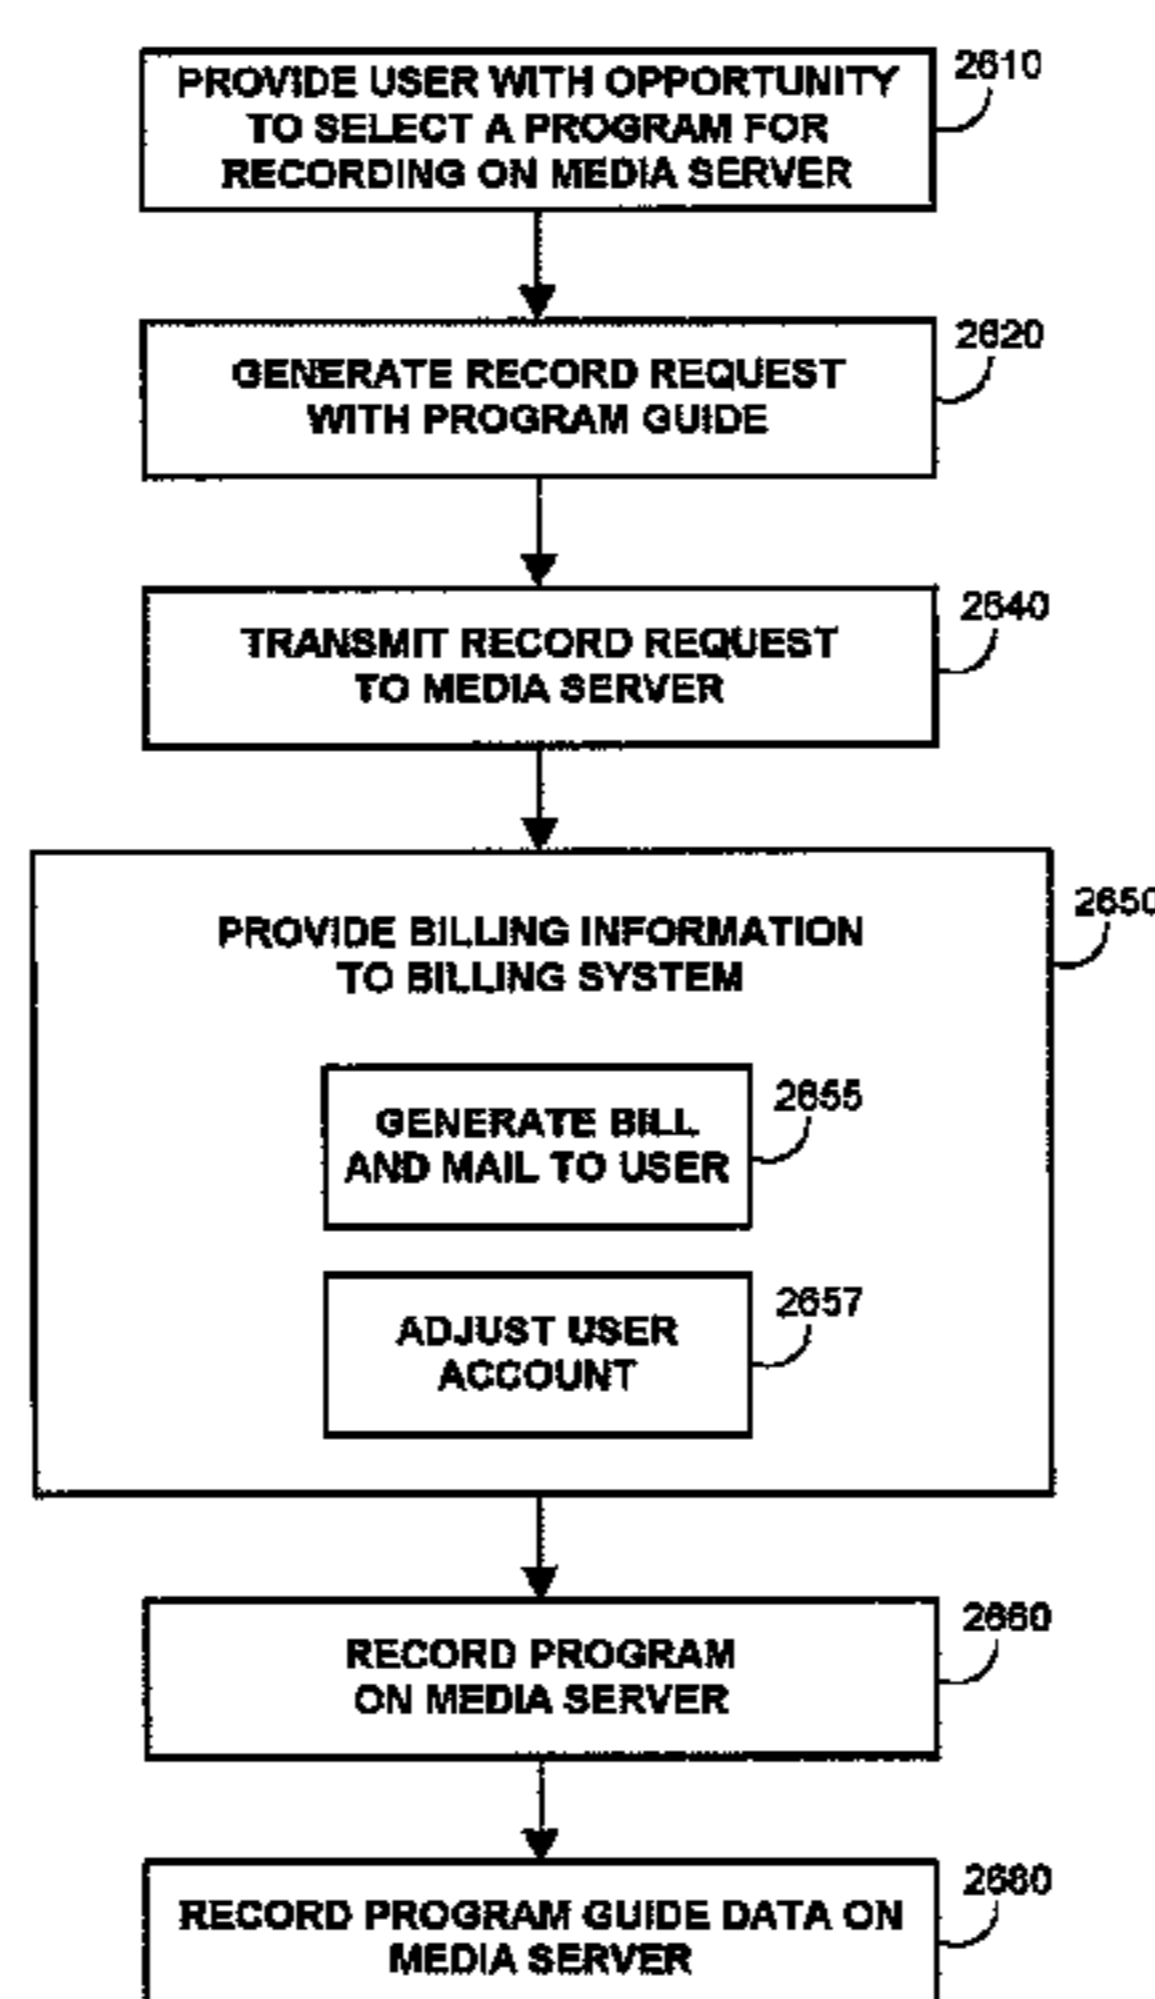 PROVIDE USER WITH OPPORTUNITY
TO SELECT A PROGRAM FOR
RECORDING ON MEDIA SERVER
2610
GENERATE RECORD REQUEST
WITH PROGRAM GUIDE
2620
TRANSMIT RECORD REQUEST
TO MEDIA SERVER
2640
PROVIDE BILLING INFORMATION
TO BILLING SYSTEM
2650
GENERATE BILL
AND MAIL TO USER
2655
ADJUST USER
ACCOUNT
2657
RECORD PROGRAM
ON MEDIA SERVER
2660
RECORD PROGRAM GUIDE DATA ON
MEDIA SERVER
2680